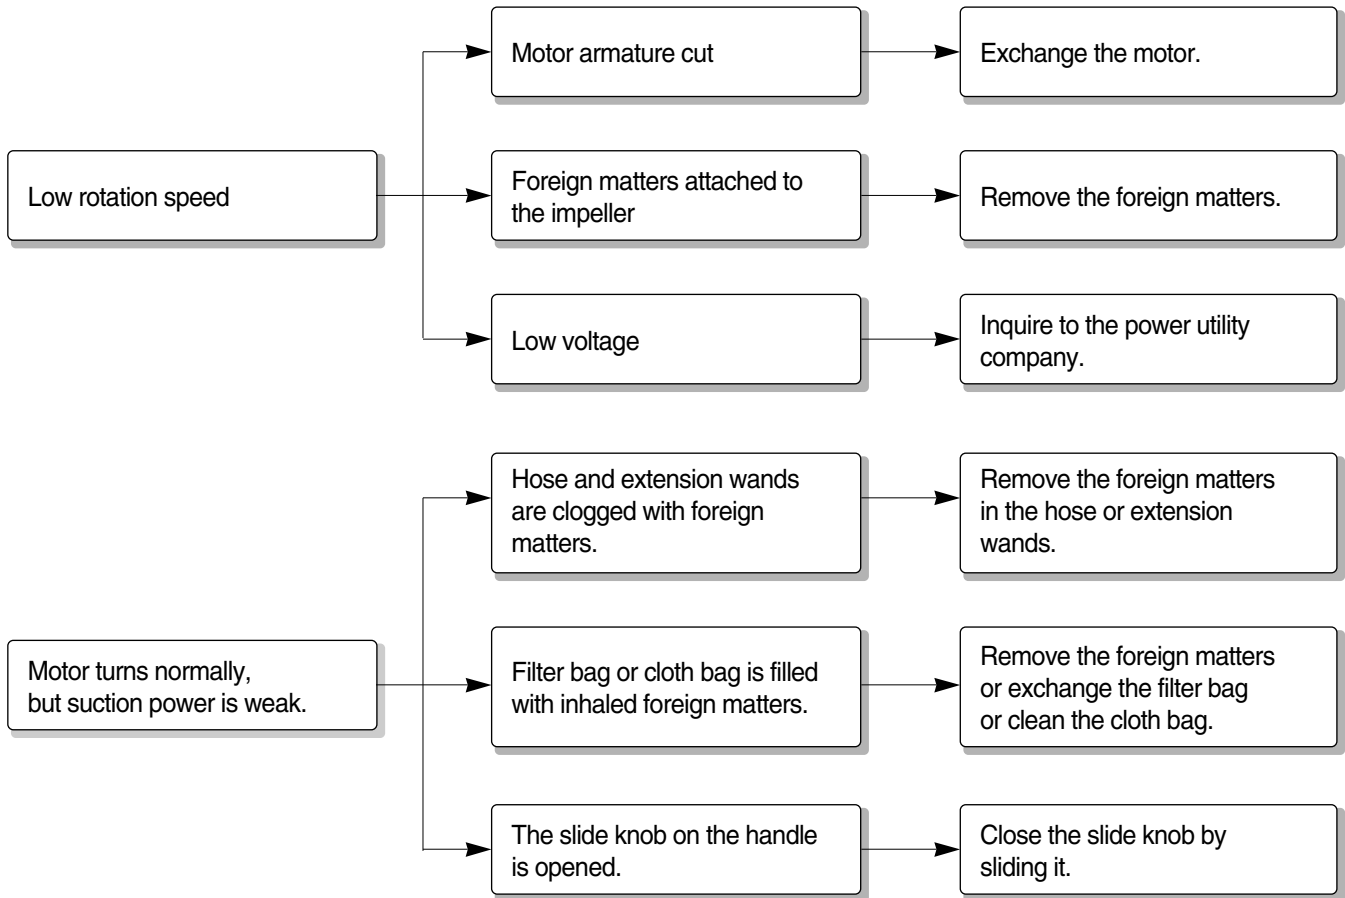 Motor armature cut
Exchange the motor.
Low rotation speed
Foreign matters attached to
the impeller
Remove the foreign matters.
Low voltage
Inquire to the power utility
company.
Hose and extension wands
are clogged with foreign
matters.
Remove the foreign matters
in the hose or extension
wands.
Motor turns normally,
but suction power is weak.
Filter bag or cloth bag is filled
with inhaled foreign matters.
Remove the foreign matters
or exchange the filter bag
or clean the cloth bag.
The slide knob on the handle
is opened.
Close the slide knob by
sliding it.